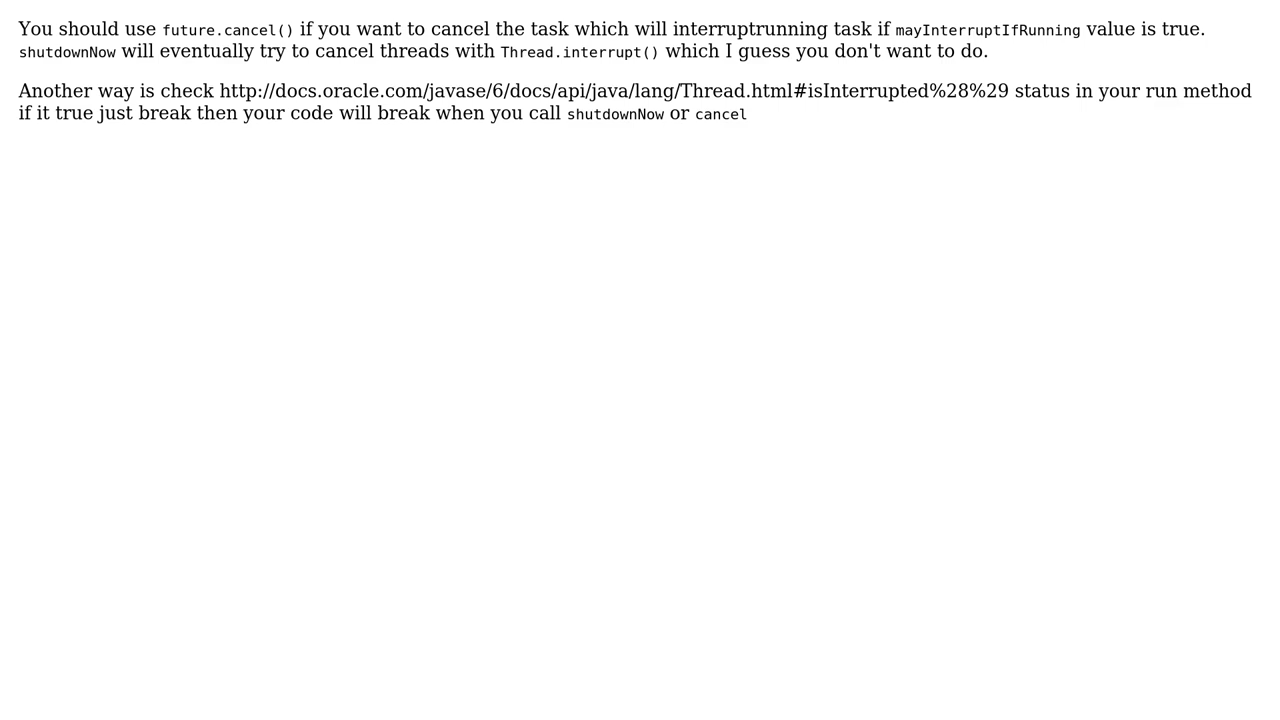 You should use future.cancel() if you want to cancel the task which will interruptrunning task if mayInterruptIfRunning value is true.
shutdownNow will eventually try to cancel threads with Thread.interrupt() which I guess you don't want to do.
Another way is check http://docs.oracle.com/javase/6/docs/api/java/lang/Thread.html#isInterrupted%28%29 status in your run method
if it true just break then your code will break when you call shutdownNow or cancel